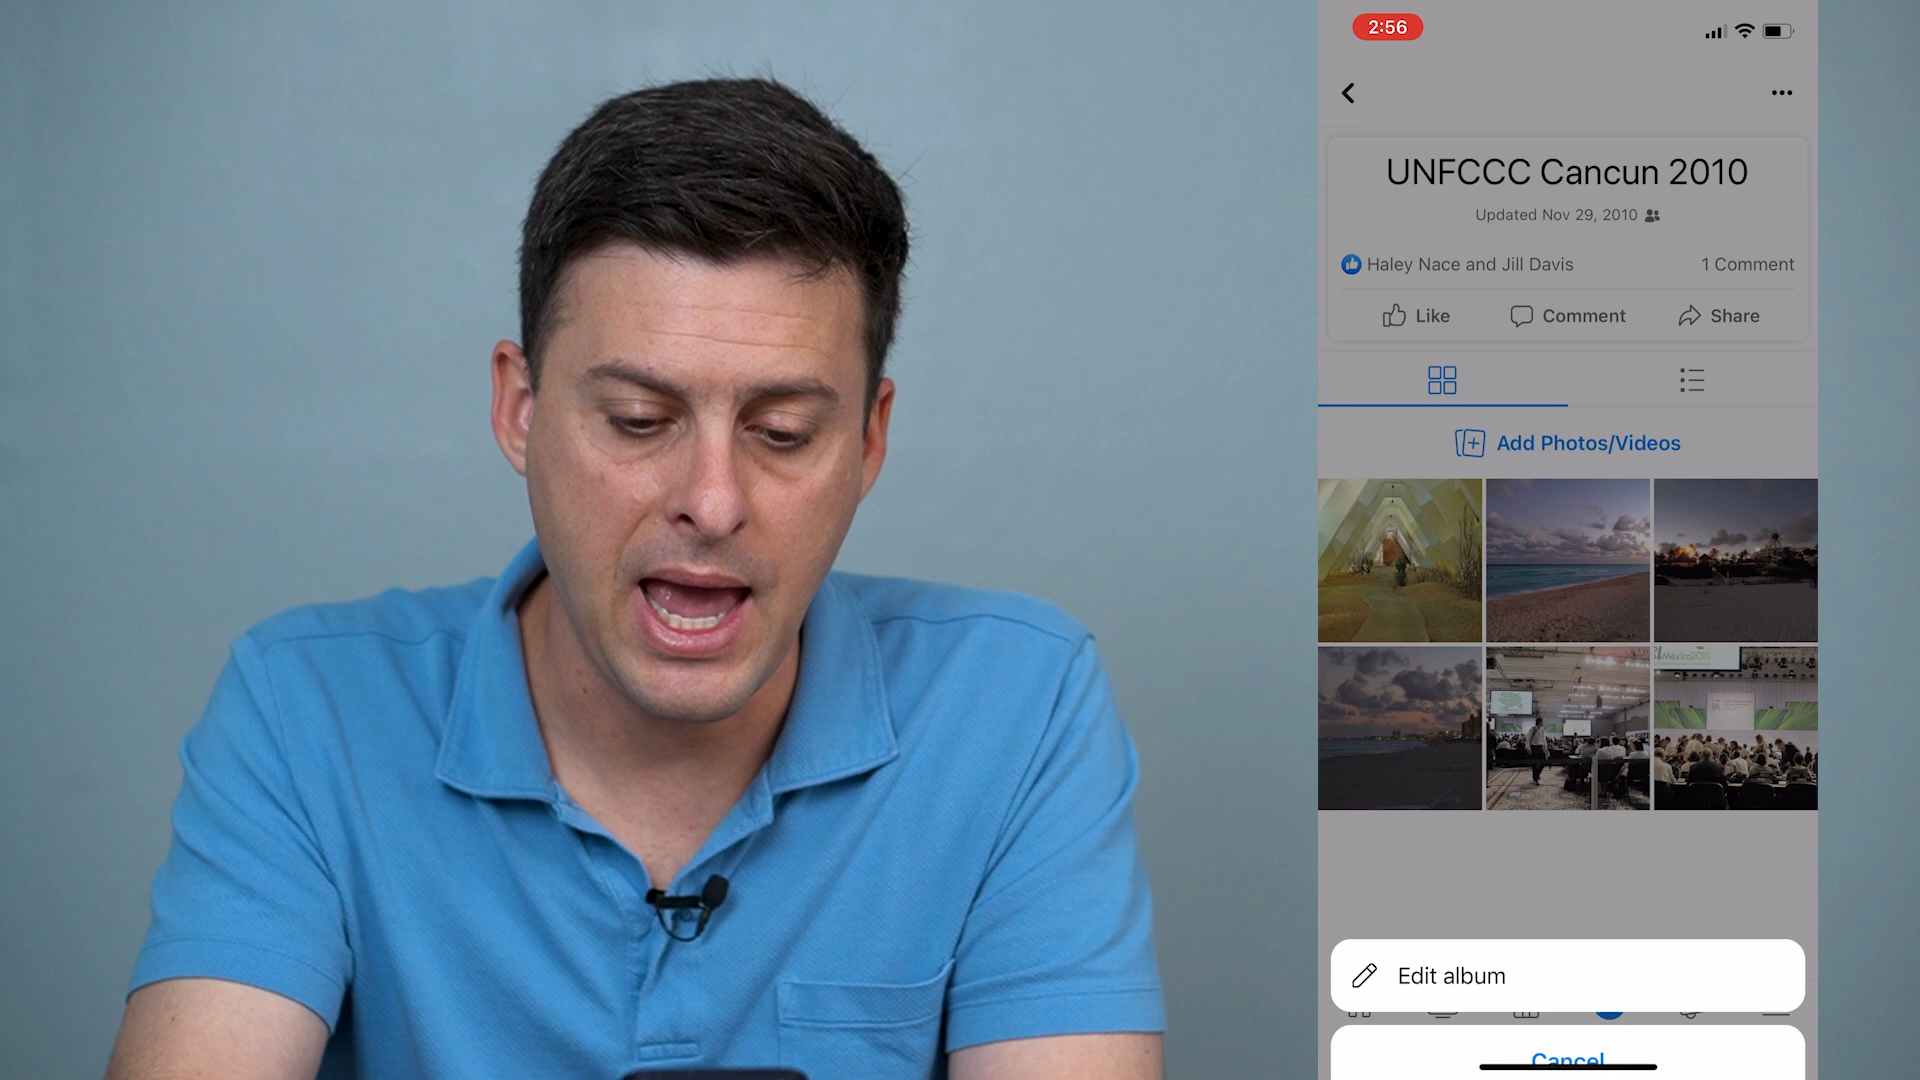 2:56
UNFCCC Cancun 2010
Updated Nov 29, 2010
Haley Nace and Jill Davis
1 Comment
Like
Comment
Share
Add Photos/Videos
México2010
Edit album
Cancel